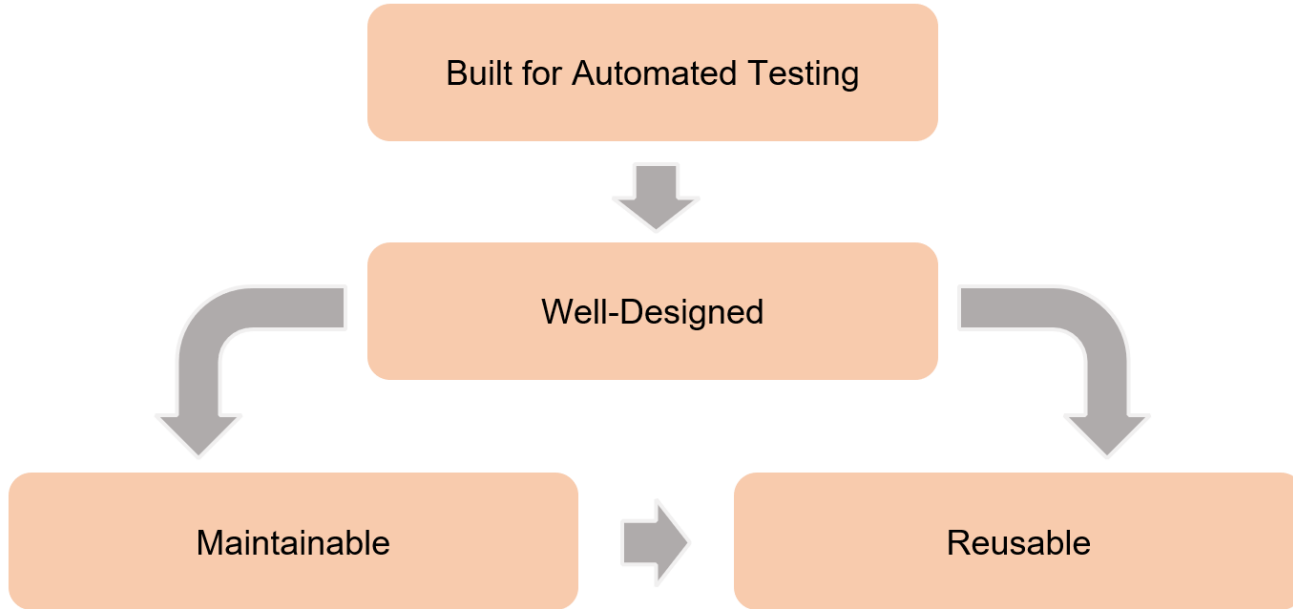 Built for Automated Testing
Well-Designed
Maintainable
Reusable